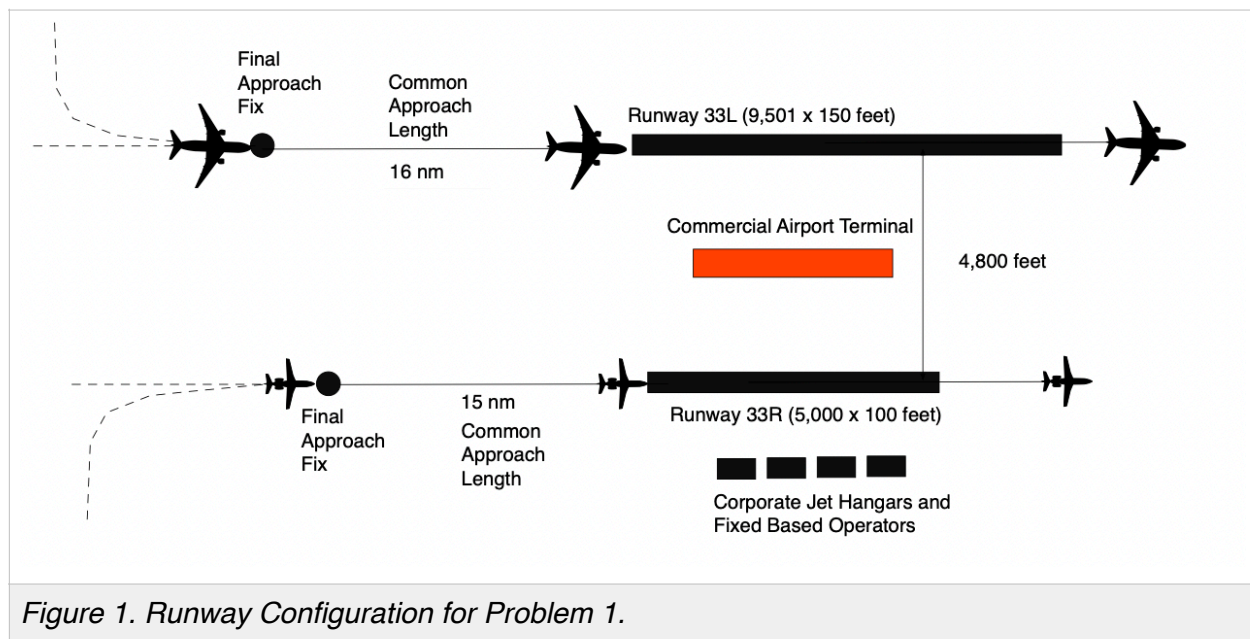 Final
Approach
Fix
Common
Approach
Length
16 nm
Runway 33L (9,501 x 150 feet)
Commercial Airport Terminal
4,800 feet
Final
Approach
Fix
15 nm
Common
Approach
Length
Runway 33R (5,000 x 100 feet)
Corporate Jet Hangars and
Fixed Based Operators
Figure 1. Runway Configuration for Problem 1.